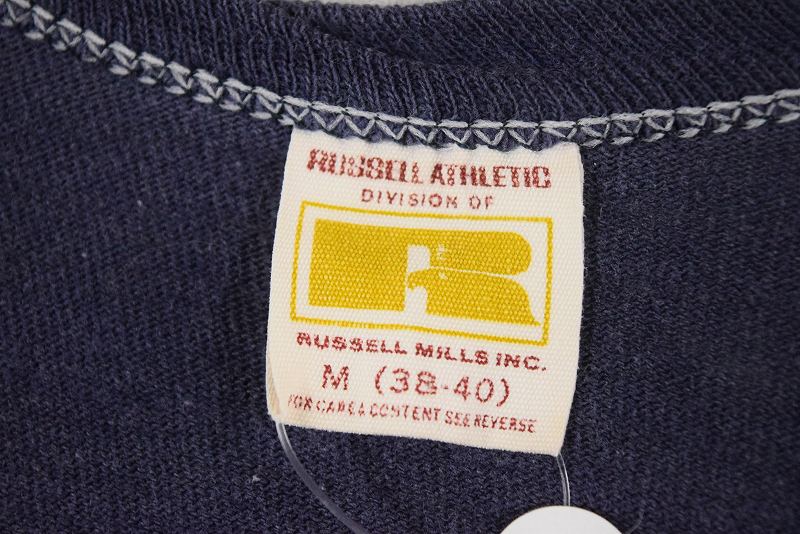 RUSSELL ATHLETIC
DIVISION OF
R
RUSSELL MILLS INC.
M (38-40)
FOR CARE & CONTENT SEE REVERSE